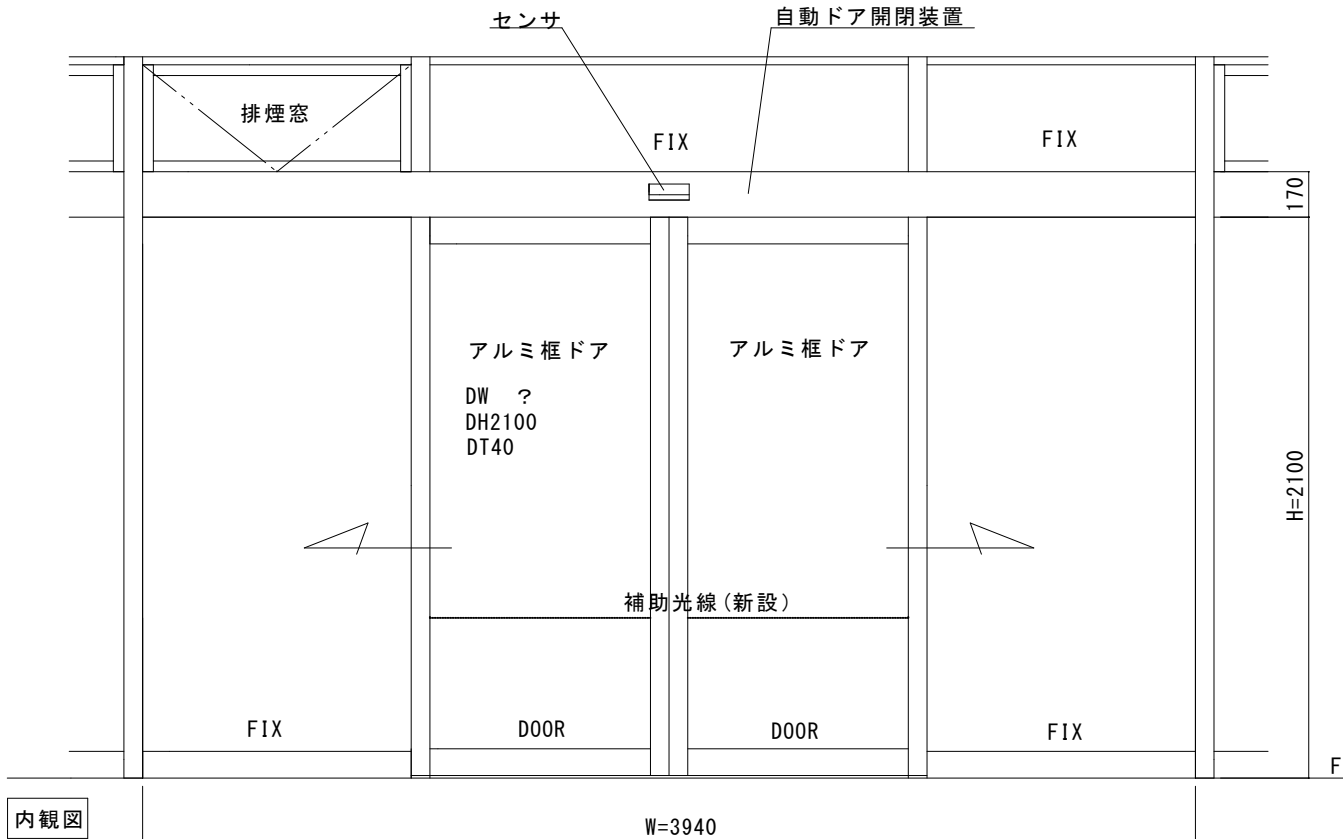 センサ
自動ドア開閉装置
排煙窓
FIX
FIX
170
アルミ框ドア
アルミ框ドア
DW ?
DH2100
DT40
H=2100
補助光線(新設)
FIX
DOOR
DOOR
FIX
F
内観図
W=3940